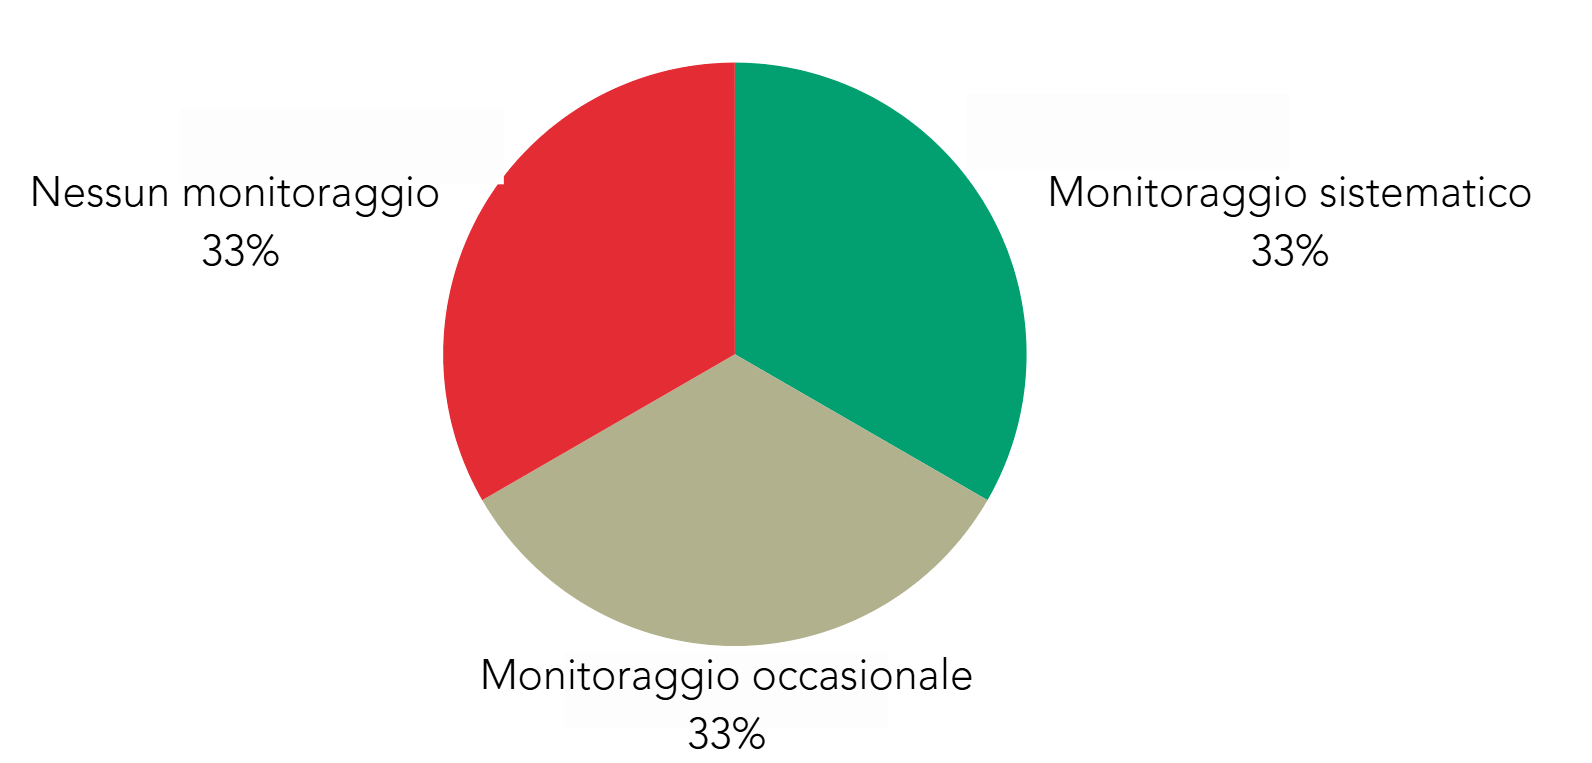 Nessun monitoraggio
33%
Monitoraggio sistematico
33%
Monitoraggio occasionale
33%